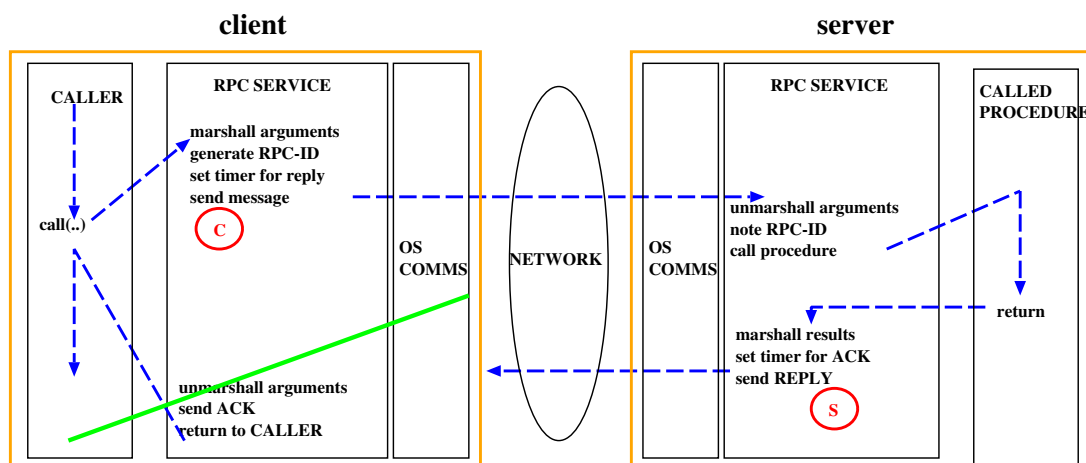 client
server
CALLER
RPC SERVICE
marshall arguments
generate RPC-ID
set timer for reply
send message
call(..)
C
OS
COMMS
unmarshall arguments
send ACK
return to CALLER
NETWORK
OS
COMMS
RPC SERVICE
unmarshall arguments
note RPC-ID
call procedure
marshall results
set timer for ACK
send REPLY
S
CALLED
PROCEDURE
return